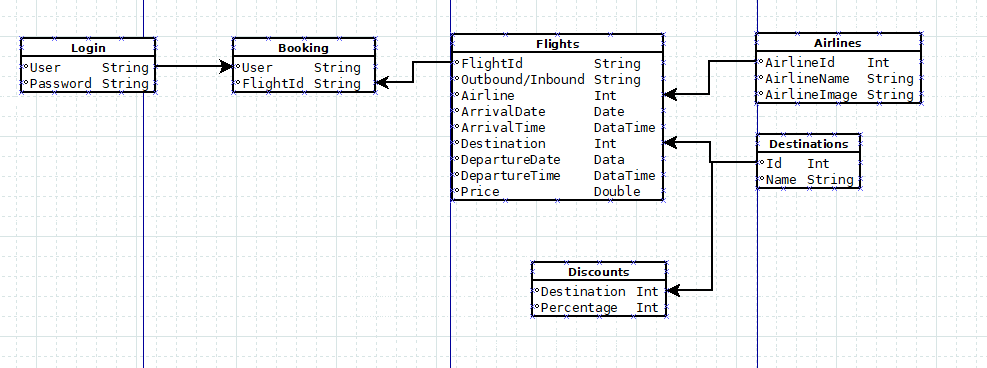 Login
User String
Password String
Booking
User String
FlightId String
Flights
FlightId String
Outbound/Inbound String
Airline Int
ArrivalDate Date
ArrivalTime DataTime
Destination Int
DepartureDate Data
DepartureTime DataTime
Price Double
Airlines
AirlineId Int
AirlineName String
AirlineImage String
Destinations
Id Int
Name String
Discounts
Destination Int
Percentage Int